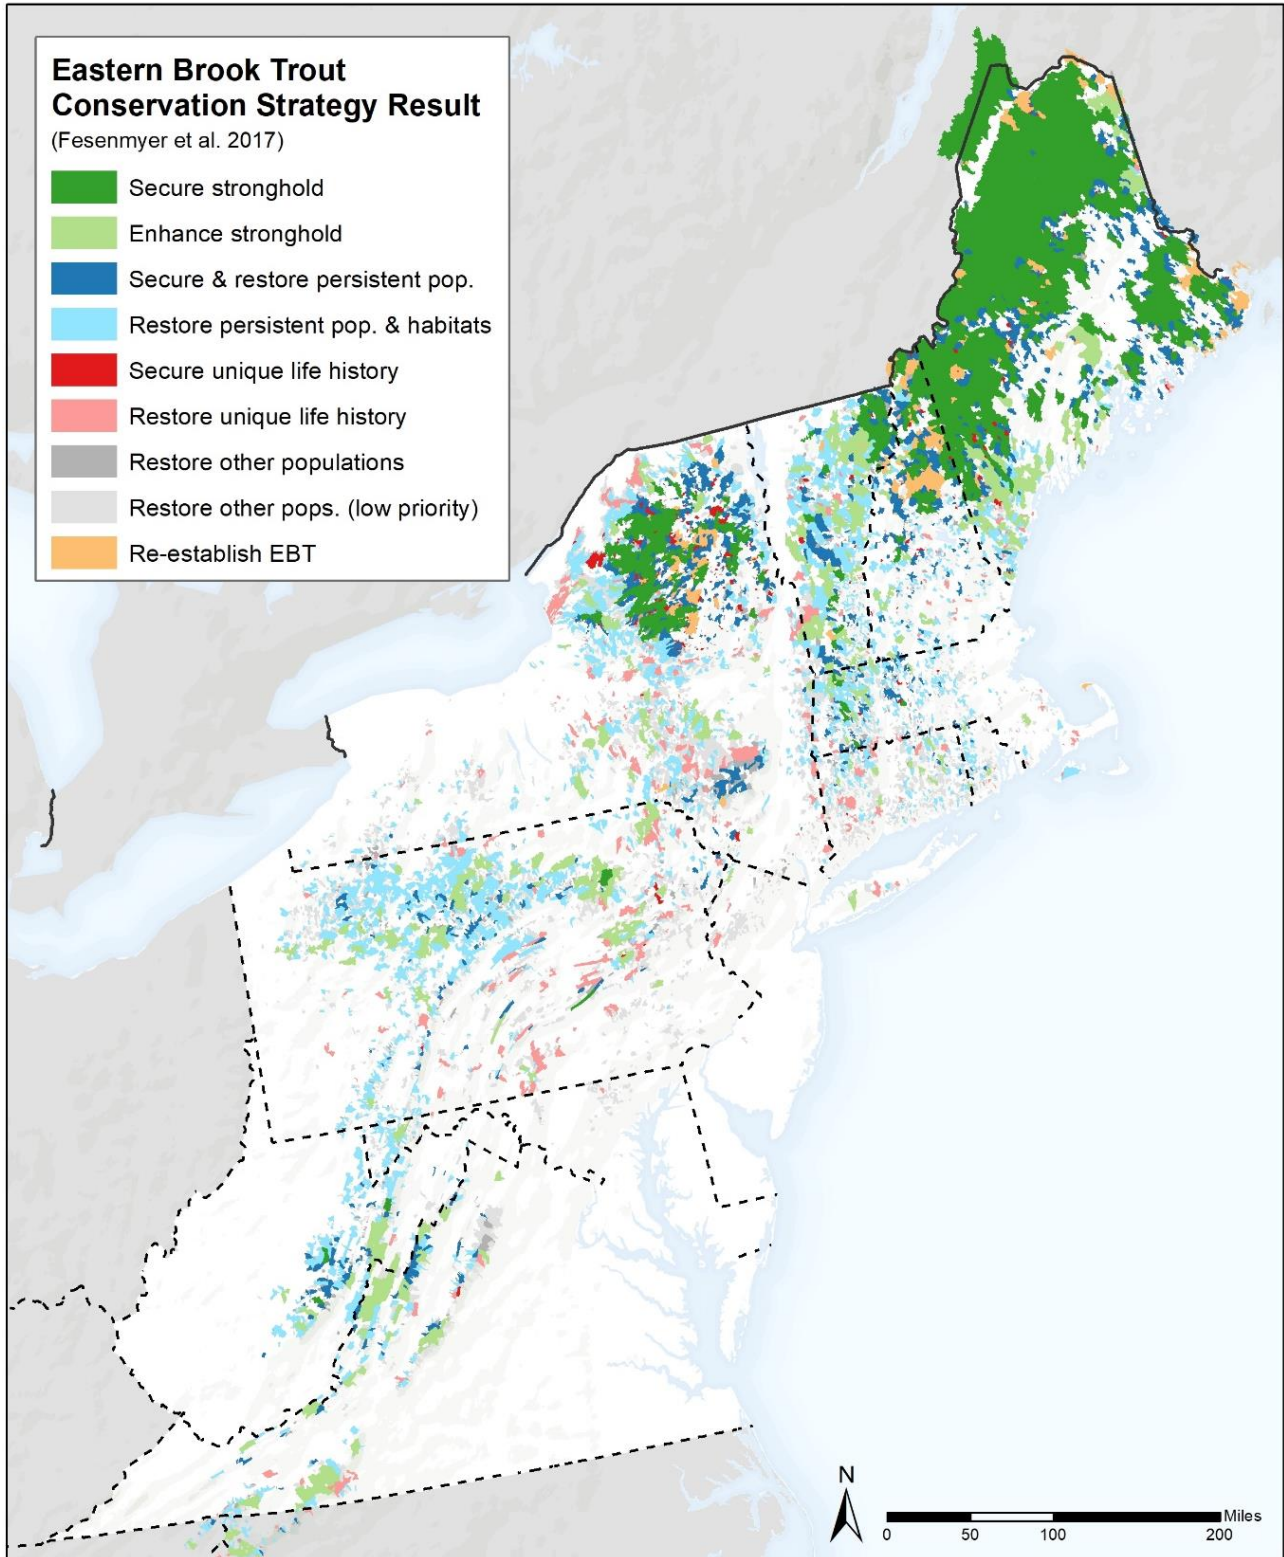 Eastern Brook Trout
Conservation Strategy Result
(Fesenmyer et al. 2017)
Secure stronghold
Enhance stronghold
Secure & restore persistent pop.
Restore persistent pop. & habitats
Secure unique life history
Restore unique life history
Restore other populations
Restore other pops. (low priority)
Re-establish EBT
N
Miles
0 50 100 200